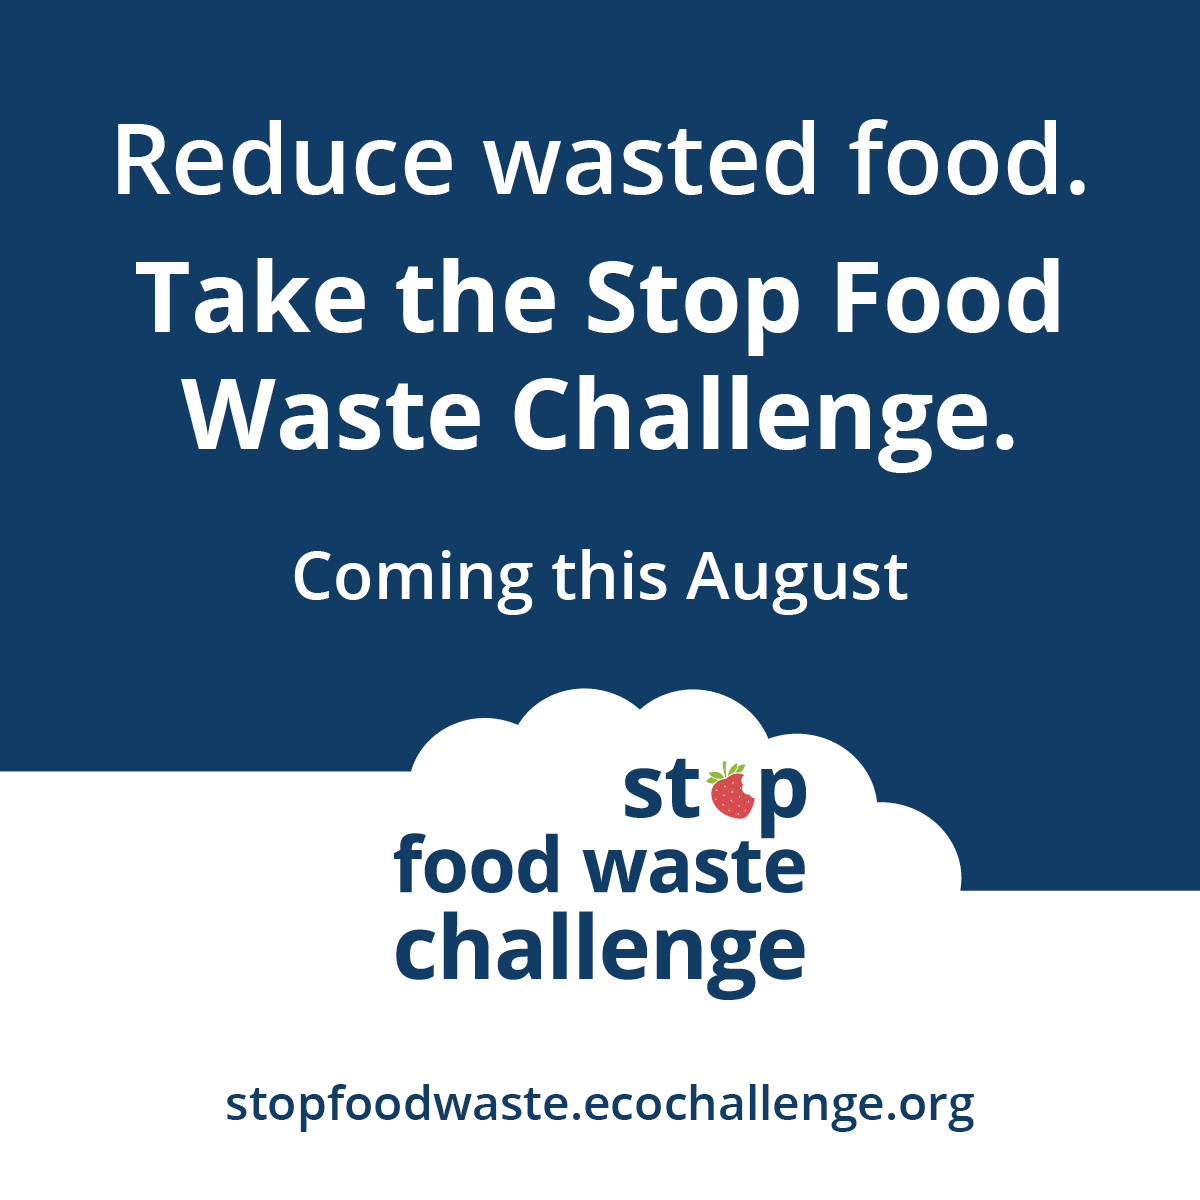 Reduce wasted food.
Take the Stop Food
Waste Challenge.
Coming this August
stop
food waste
challenge
stopfoodwaste.ecochallenge.org